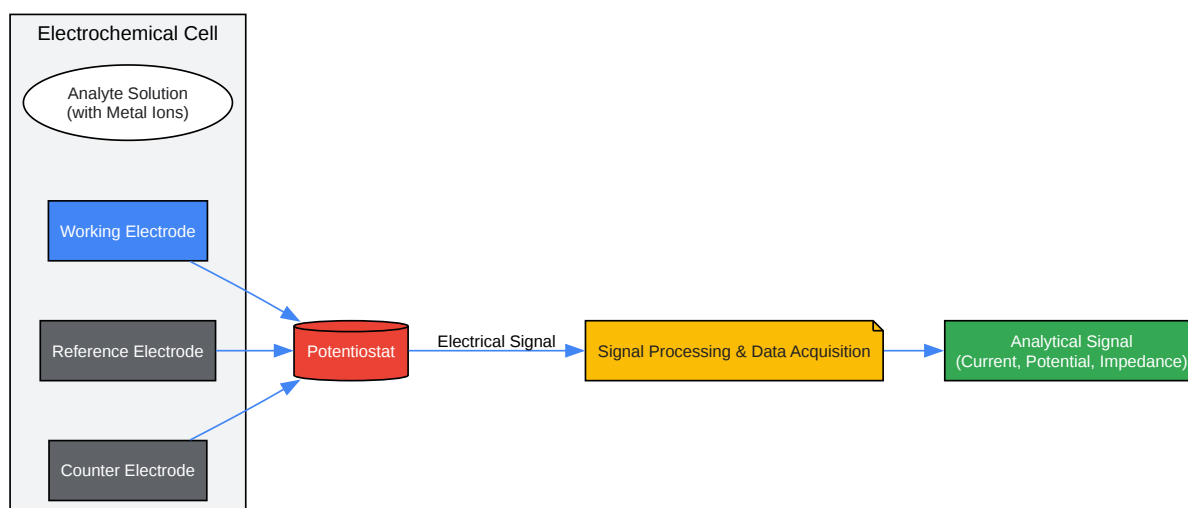 Electrochemical Cell
Analyte Solution
(with Metal Ions)
Working Electrode
Reference Electrode
Counter Electrode
Potentiostat
Electrical Signal
Signal Processing & Data Acquisition
Analytical Signal
(Current, Potential, Impedance)